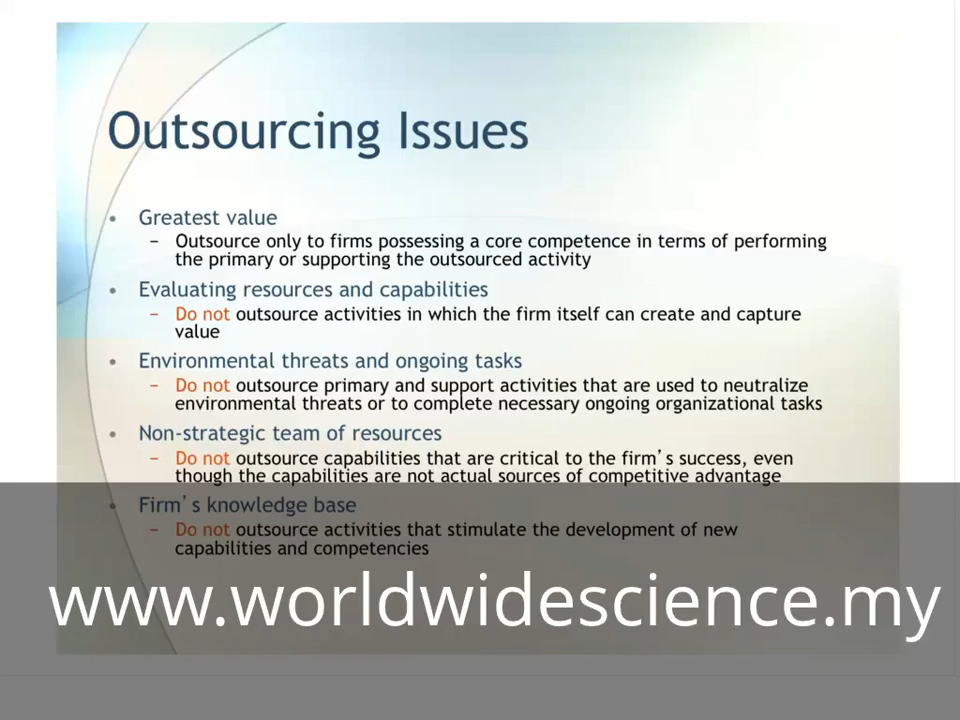 Outsourcing Issues
• Greatest value
– Outsource only to firms possessing a core competence in terms of performing
the primary or supporting the outsourced activity
• Evaluating resources and capabilities
– Do not outsource activities in which the firm itself can create and capture
value
• Environmental threats and ongoing tasks
– Do not outsource primary and support activities that are used to neutralize
environmental threats or to complete necessary ongoing organizational tasks
• Non-strategic team of resources
– Do not outsource capabilities that are critical to the firm’s success, even
though the capabilities are not actual sources of competitive advantage
• Firm’s knowledge base
– Do not outsource activities that stimulate the development of new
capabilities and competencies
www.worldwidescience.my